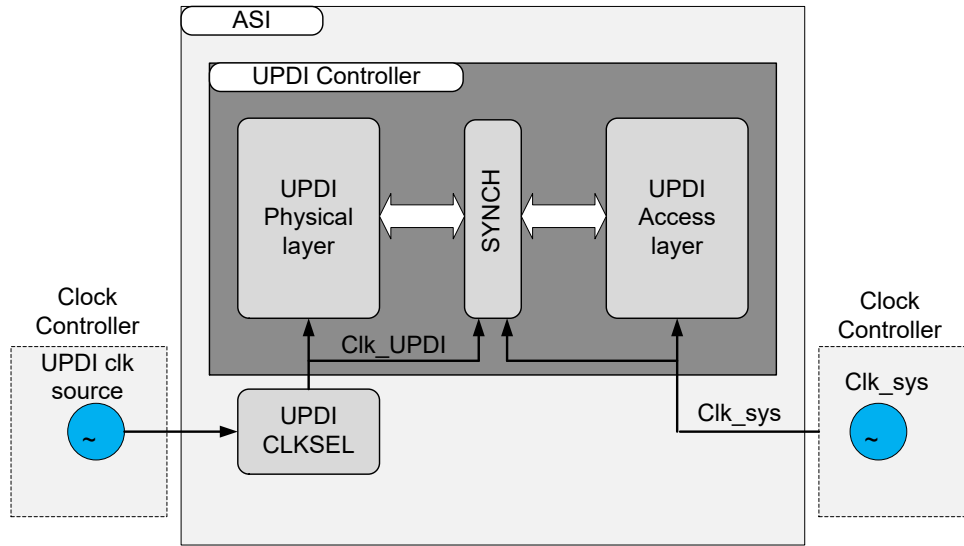 ASI
UPDI Controller
UPDI
Physical
layer
SYNCH
UPDI
Access
layer
Clock
Controller
UPDI clk
source
~
Clk_UPDI
UPDI
CLKSEL
Clk_sys
Clock
Controller
Clk_sys
~